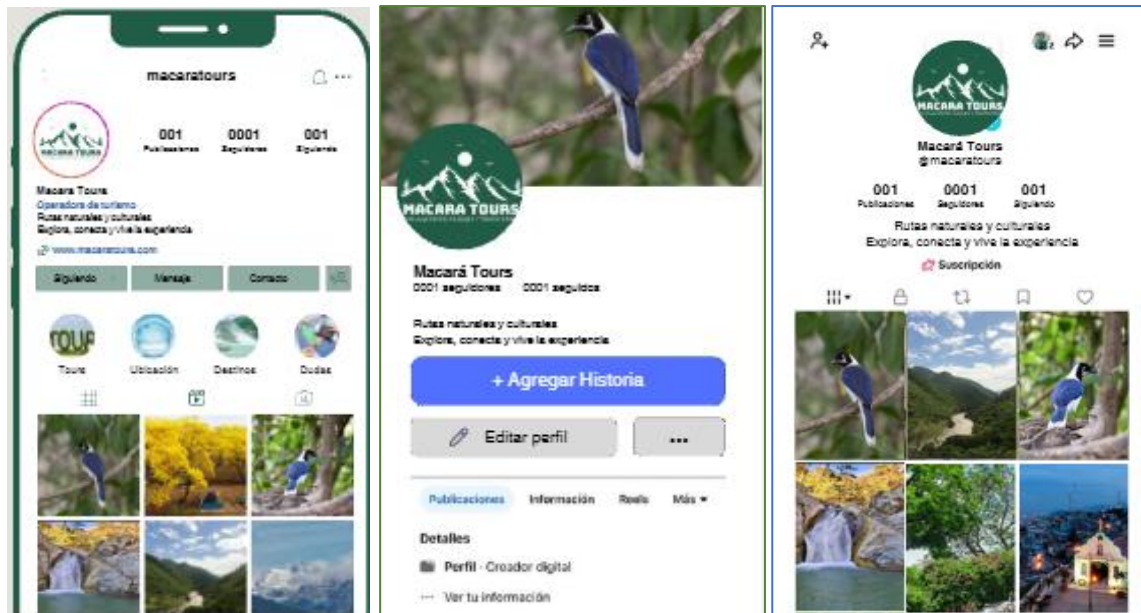 macaratours
001 0001 001
Publicaciones Seguidores Siguiendo
MACARA TOURS
Macara Tours
Operadora de turismo
Rutas naturales y culturales
Explora, conecta y vive la experiencia
www.macaratours.com
Siguiendo Mensaje Contacto
TOUR
Tours Ubicación Destinos Dudas
MACARA TOURS
Macará Tours
0001 seguidores 0001 seguidos
Rutas naturales y culturales
Explora, conecta y vive la experiencia
+ Agregar Historia
Editar perfil ...
Publicaciones Información Reels Más
Detalles
Perfil · Creador digital
... Ver tu información
2
MACARA TOURS
Macará Tours
@macaratours
001 0001 001
Publicaciones Seguidores Siguiendo
Rutas naturales y culturales
Explora, conecta y vive la experiencia
Suscripción